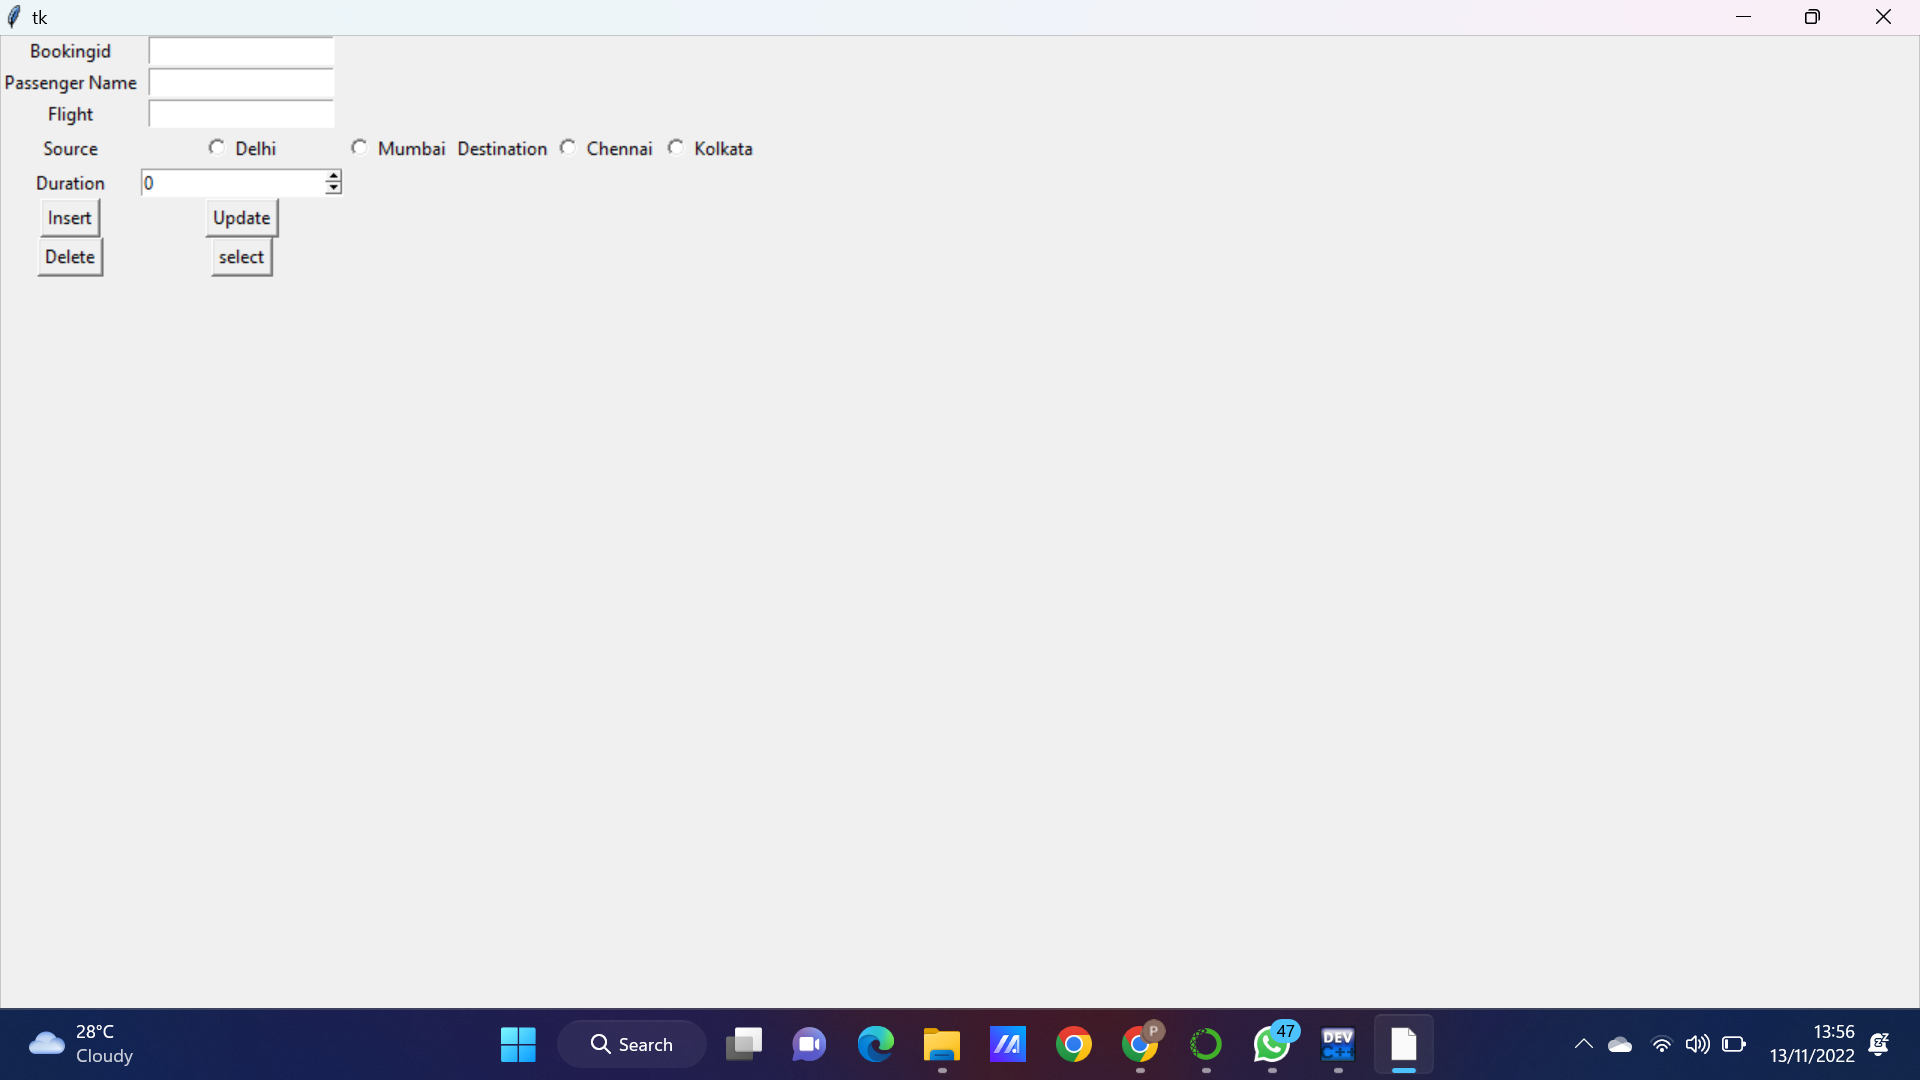 tk
Bookingid
Passenger Name
Flight
Source Delhi Mumbai Destination Chennai Kolkata
Duration 0
Insert Update
Delete select
28°C
Cloudy
Search
P
47
DEV
C++
13:56
13/11/2022